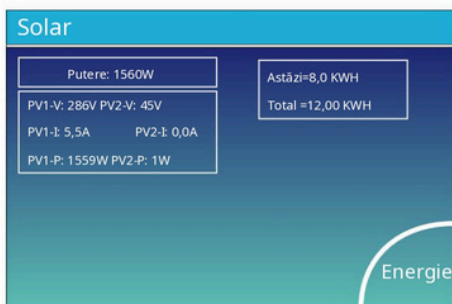 Solar
Putere: 1560W
PV1-V: 286V PV2-V: 45V
PV1-I: 5,5A PV2-I: 0,0A
PV1-P: 1559W PV2-P: 1W
Astăzi=8,0 KWH
Total =12,00 KWH
Energie